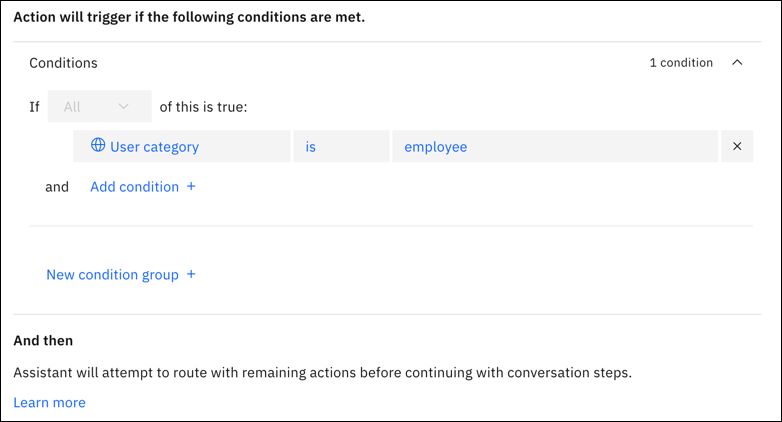 Action will trigger if the following conditions are met.
Conditions 1 condition
If All of this is true:
User category is employee
and Add condition +
New condition group +
And then
Assistant will attempt to route with remaining actions before continuing with conversation steps.
Learn more